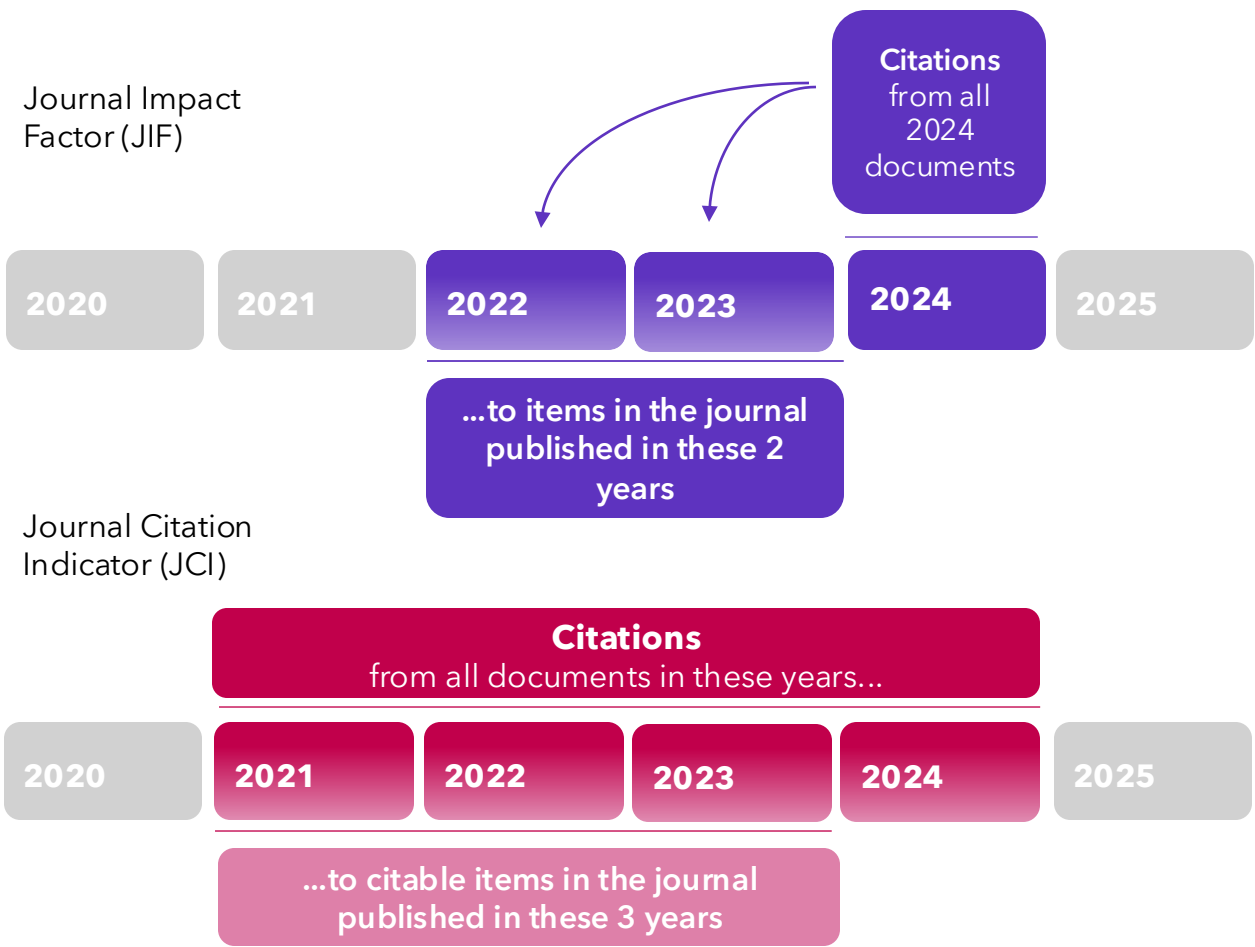 Journal Impact
Factor (JIF)
Citations
from all
2024
documents
2020
2021
2022
2023
2024
2025
...to items in the journal
published in these 2
years
Journal Citation
Indicator (JCI)
Citations
from all documents in these years...
2020
2021
2022
2023
2024
2025
...to citable items in the journal
published in these 3 years